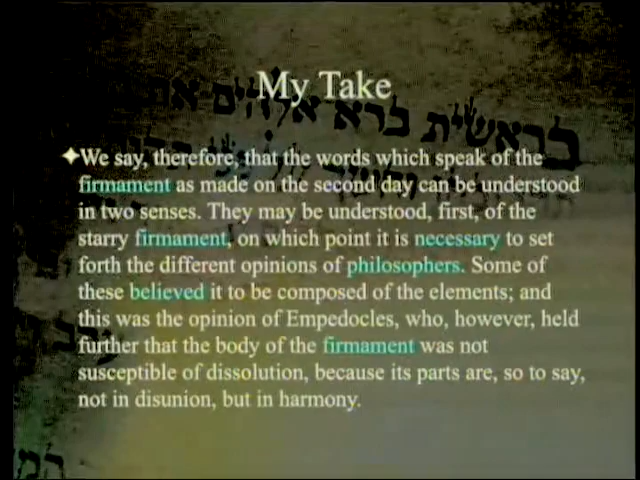 My Take
בראשית ברא אלהים את
✦We say, therefore, that the words which speak of the
firmament as made on the second day can be understood
in two senses. They may be understood, first, of the
starry firmament, on which point it is necessary to set
forth the different opinions of philosophers. Some of
these believed it to be composed of the elements; and
this was the opinion of Empedocles, who, however, held
further that the body of the firmament was not
susceptible of dissolution, because its parts are, so to say,
not in disunion, but in harmony.